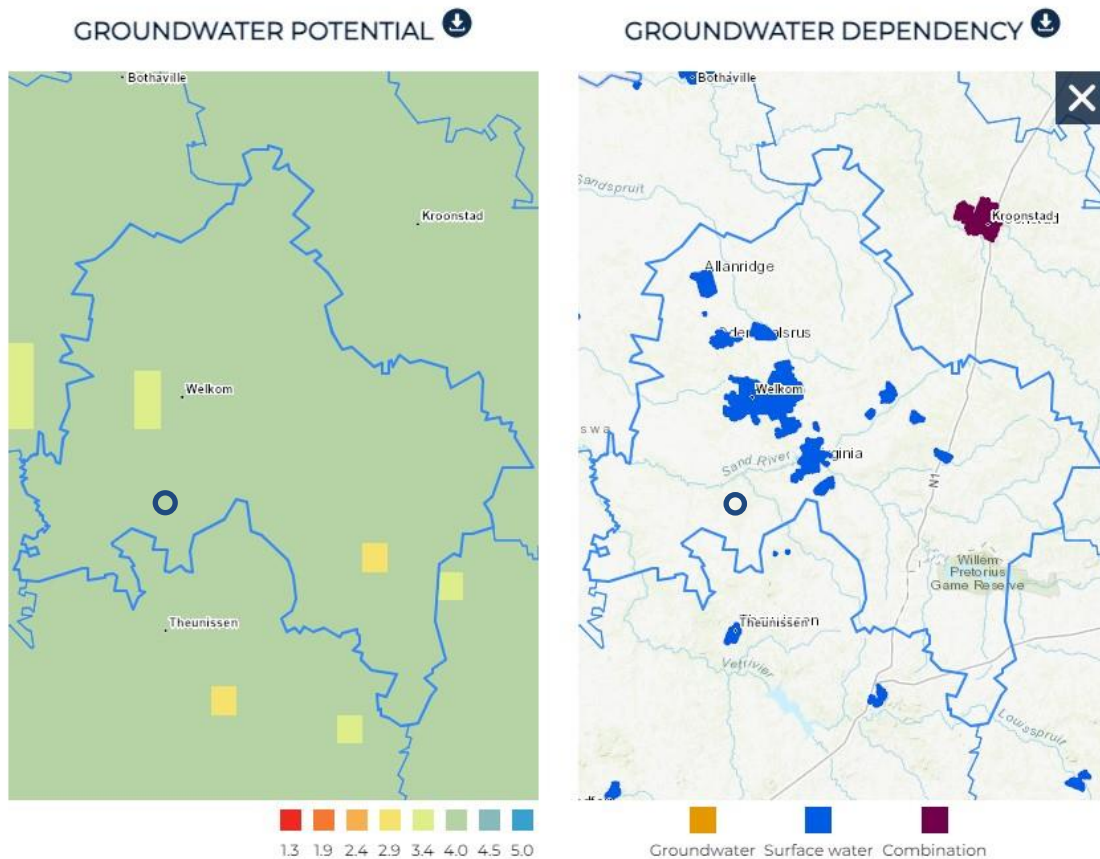 GROUNDWATER POTENTIAL
Bothaville
Kroonstad
Welkom
Theunissen
1.3 1.9 2.4 2.9 3.4 4.0 4.5 5.0
GROUNDWATER DEPENDENCY
Bothaville
Sandspruit
Kroonstad
Allanridge
Welkom
Sand River
N1
Willem
Pretorius
Game Reserve
Theunissen
Vetrivier
Groundwater Surface water Combination